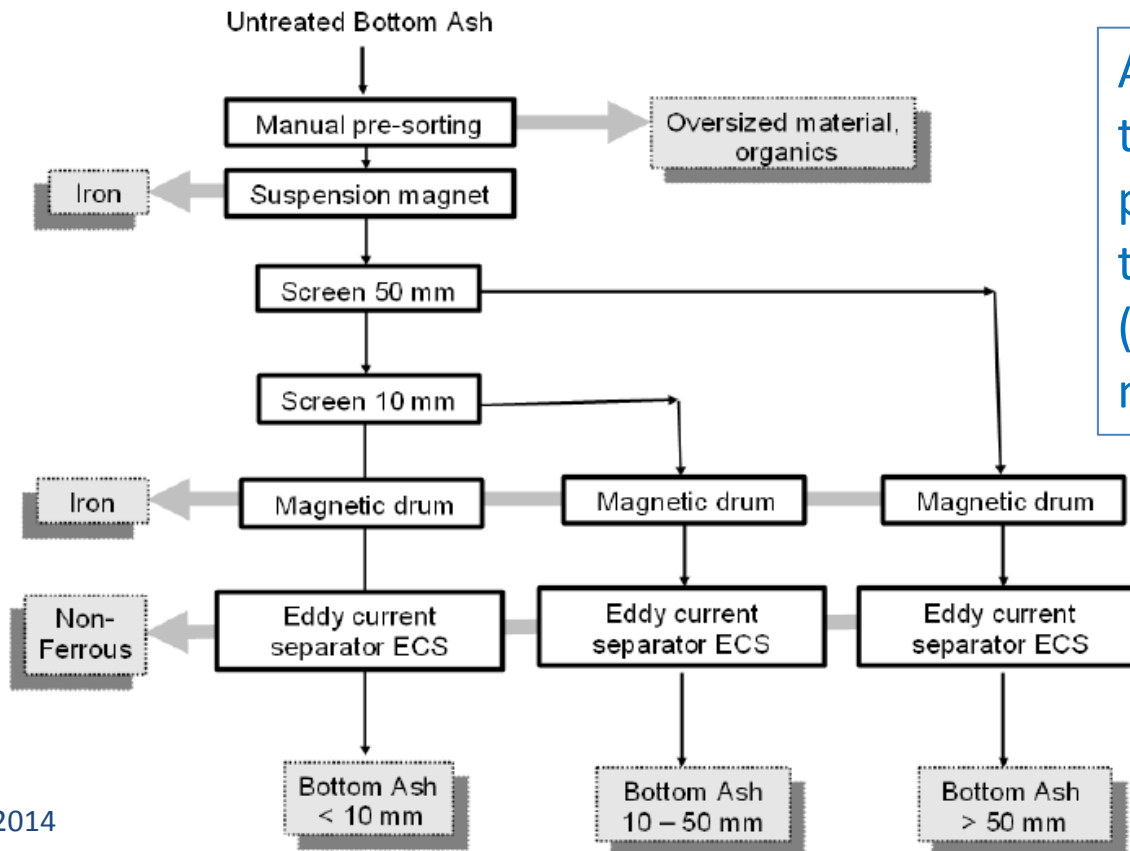 Untreated Bottom Ash
Manual pre-sorting
Oversized material,
organics
Iron
Suspension magnet
Screen 50 mm
Screen 10 mm
Iron
Magnetic drum
Magnetic drum
Magnetic drum
Non-
Ferrous
Eddy current
separator ECS
Eddy current
separator ECS
Eddy current
separator ECS
Bottom Ash
< 10 mm
Bottom Ash
10 – 50 mm
Bottom Ash
> 50 mm
2014